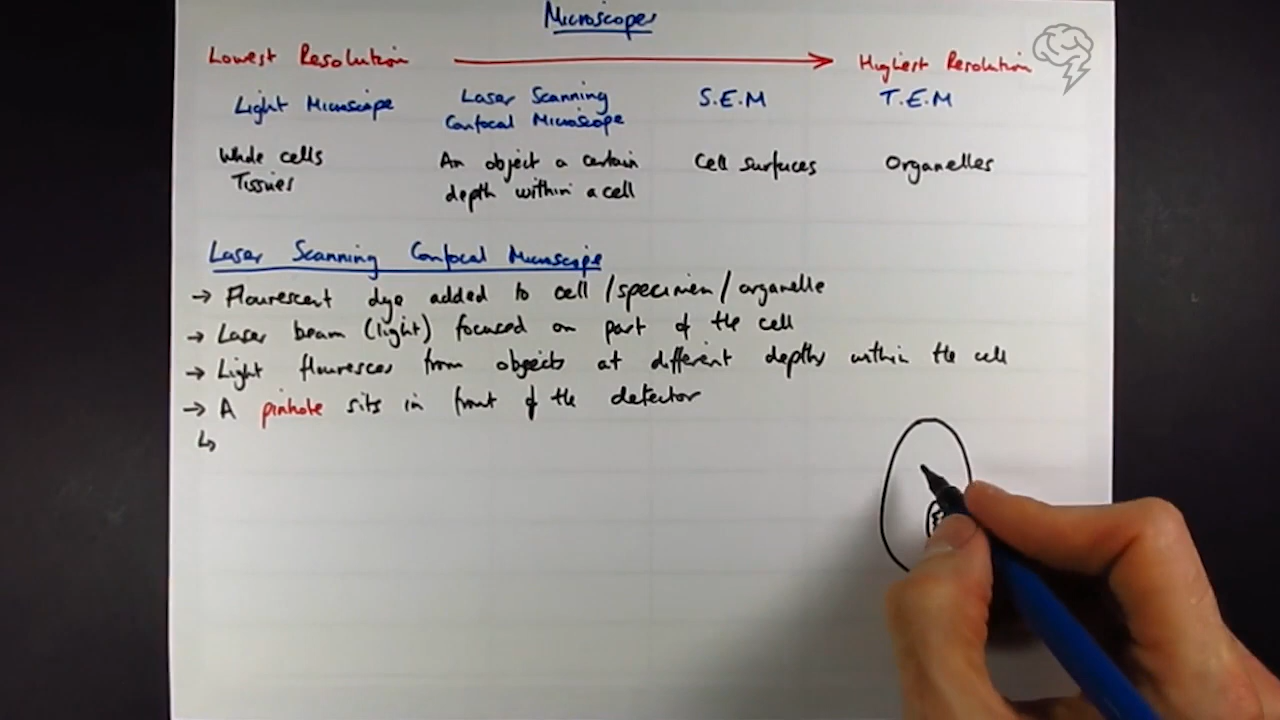 Microscopes
Lowest Resolution → Highest Resolution
Light Microscope Laser Scanning Confocal Microscope S.E.M T.E.M
Whole cells Tissues An object a certain depth within a cell Cell surfaces Organelles
Laser Scanning Confocal Microscope
→ Flourescent dye added to cell/specimen/organelle
→ Laser beam (light) focused on part of the cell
→ Light flouresces from objects at different depths within the cell
→ A pinhole sits in front of the detector
↳